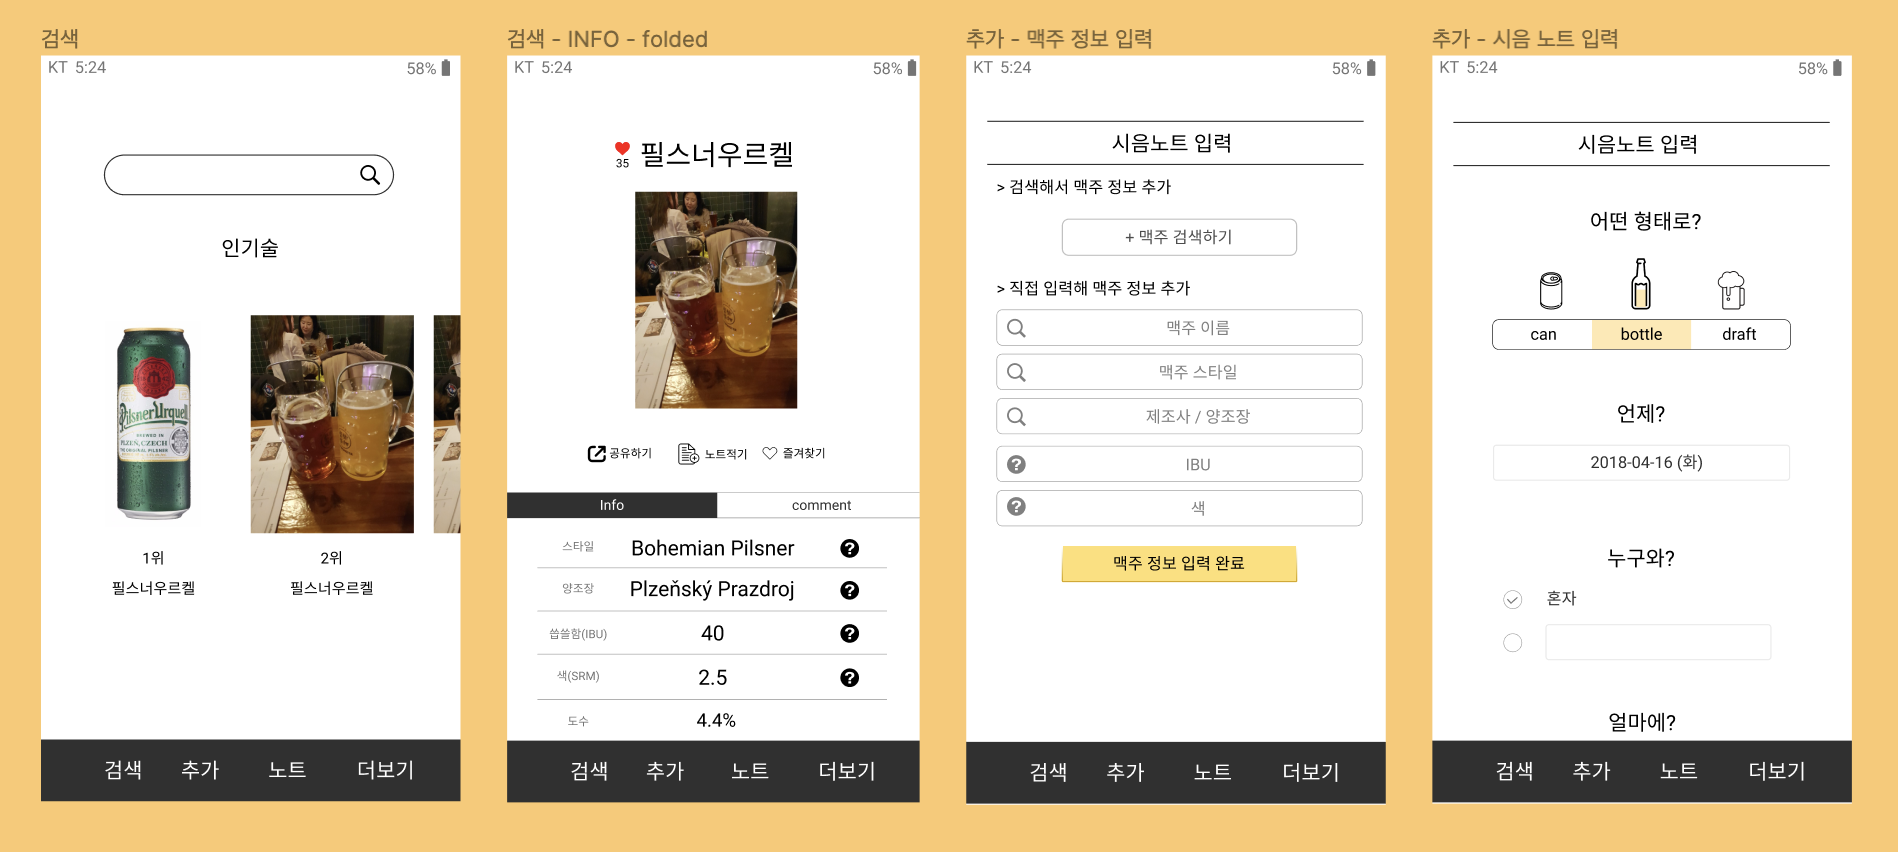 검색
KT 5:24
58%
인기술
Pilsner Urquell
BREWED IN
PLZEŇ, CZECH
THE ORIGINAL PILSNER
1위
필스너우르켈
2위
필스너우르켈
검색
추가
노트
더보기
검색 - INFO - folded
KT 5:24
58%
35
필스너우르켈
공유하기
노트적기
즐겨찾기
Info
comment
스타일
Bohemian Pilsner
?
양조장
Plzeňský Prazdroj
?
씁쓸함(IBU)
40
?
색(SRM)
2.5
?
도수
4.4%
검색
추가
노트
더보기
추가 - 맥주 정보 입력
KT 5:24
58%
시음노트 입력
> 검색해서 맥주 정보 추가
+ 맥주 검색하기
> 직접 입력해 맥주 정보 추가
맥주 이름
맥주 스타일
제조사 / 양조장
?
IBU
?
색
맥주 정보 입력 완료
검색
추가
노트
더보기
추가 - 시음 노트 입력
KT 5:24
58%
시음노트 입력
어떤 형태로?
can
bottle
draft
언제?
2018-04-16 (화)
누구와?
혼자
얼마에?
검색
추가
노트
더보기